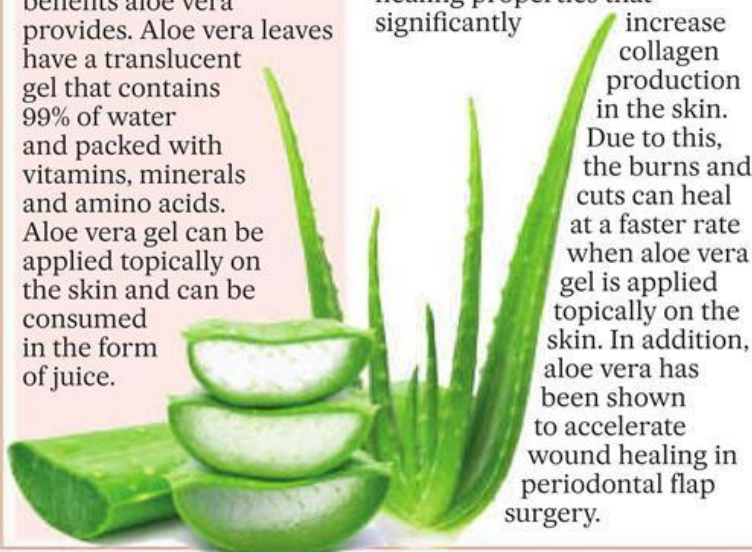 benefits aloe vera
provides. Aloe vera leaves
have a translucent
gel that contains
99% of water
and packed with
vitamins, minerals
and amino acids.
Aloe vera gel can be
applied topically on
the skin and can be
consumed
in the form
of juice.
healing properties that
significantly increase
collagen
production
in the skin.
Due to this,
the burns and
cuts can heal
at a faster rate
when aloe vera
gel is applied
topically on the
skin. In addition,
aloe vera has
been shown
to accelerate
wound healing in
periodontal flap
surgery.